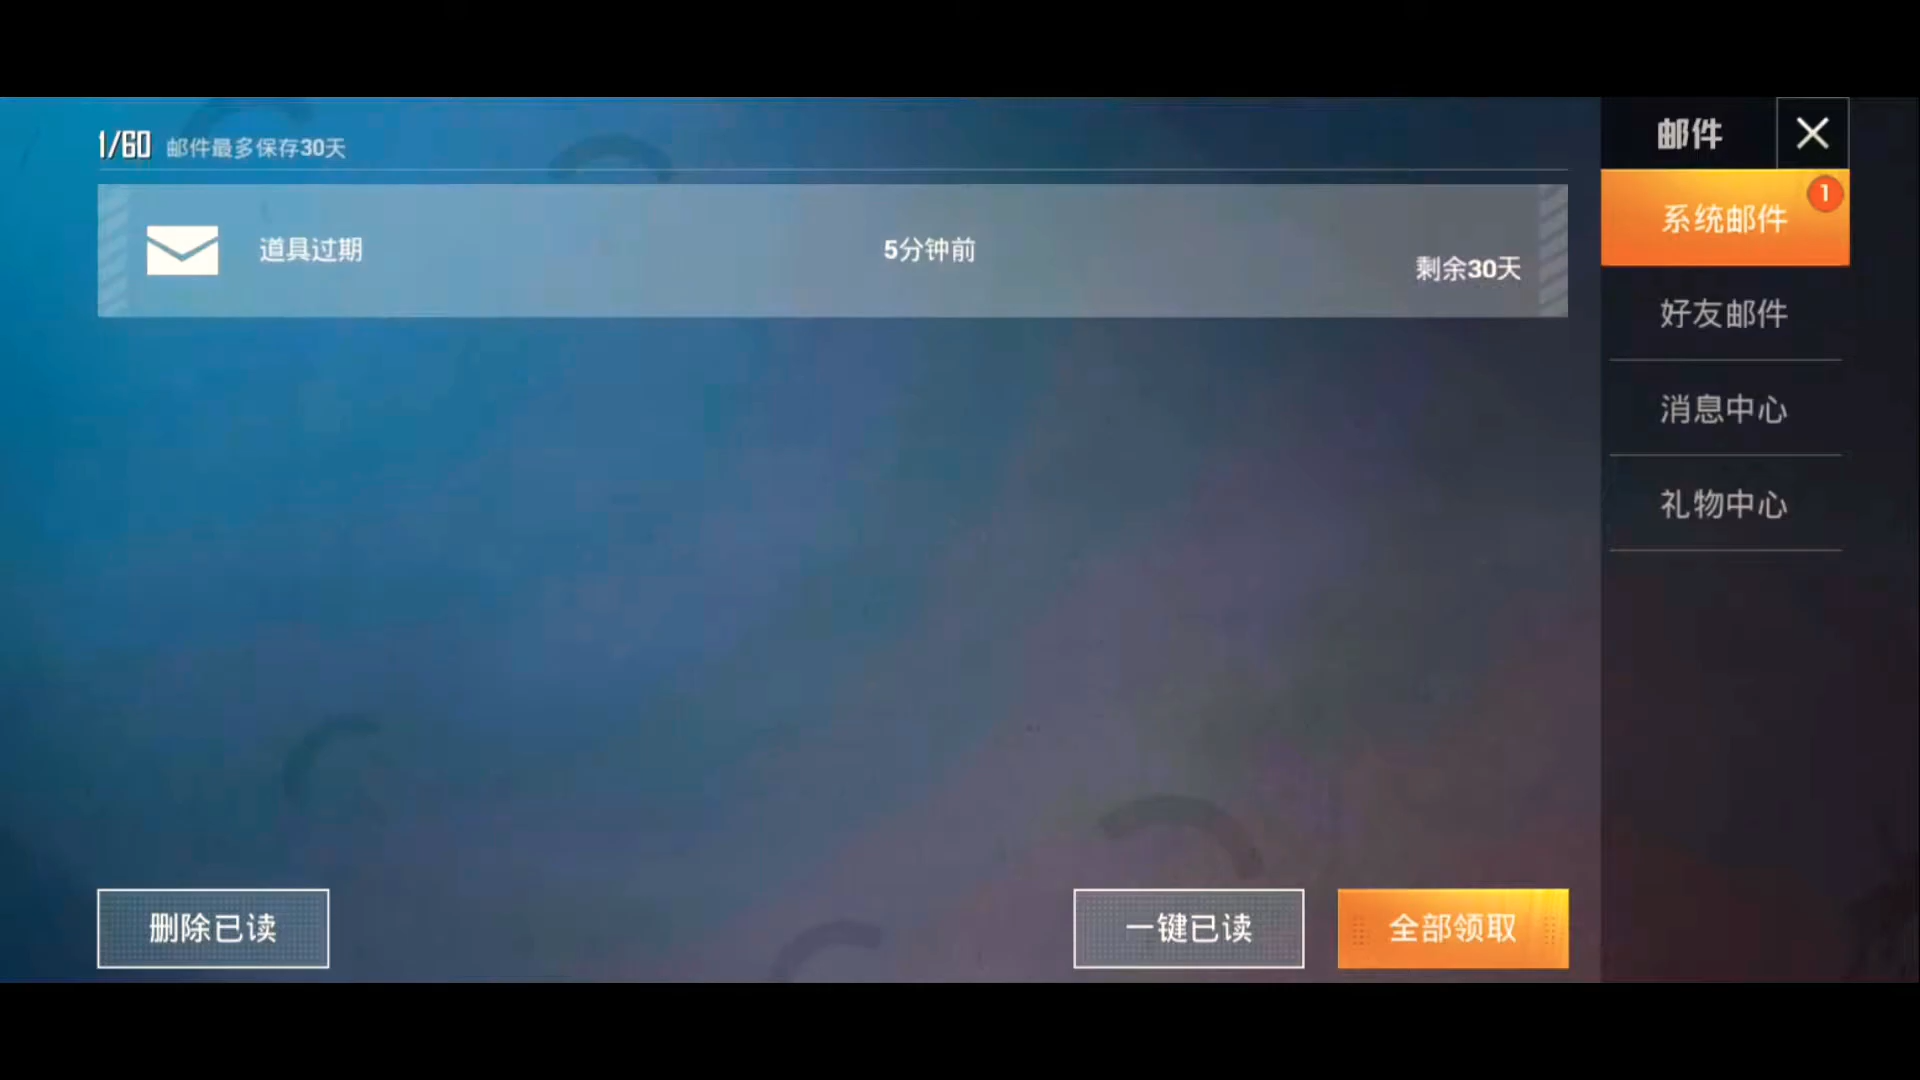 1/60 邮件最多保存30天
道具过期
5分钟前
剩余30天
邮件
系统邮件
1
好友邮件
消息中心
礼物中心
删除已读
一键已读
全部领取